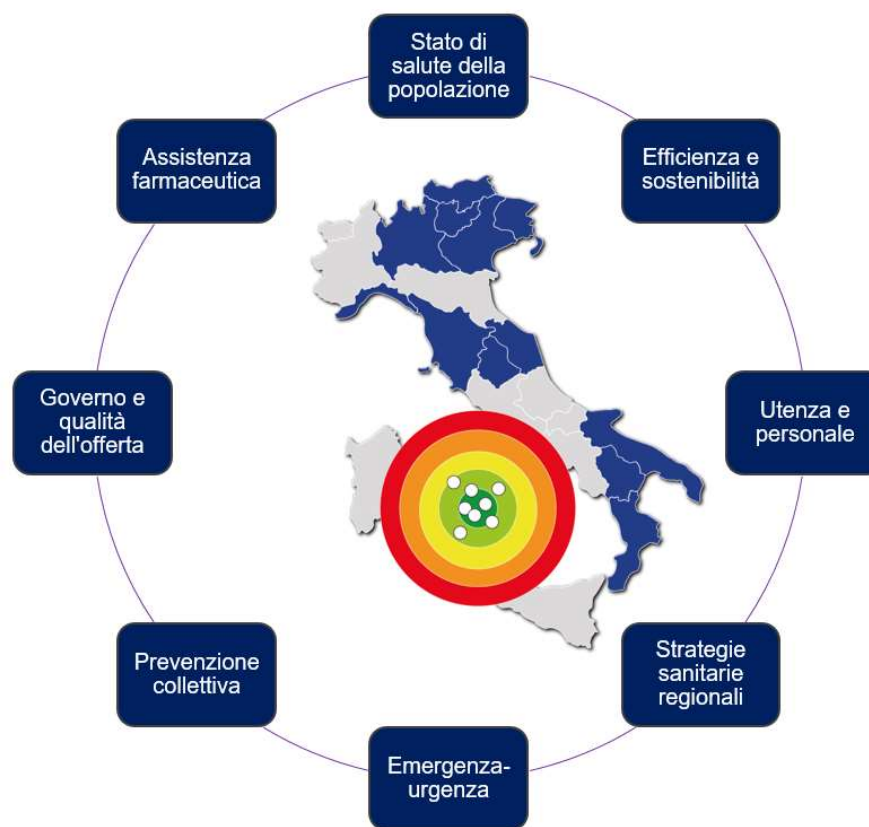 Stato di
salute della
popolazione
Assistenza
farmaceutica
Efficienza e
sostenibilità
Governo e
qualità
dell'offerta
Utenza e
personale
Prevenzione
collettiva
Strategie
sanitarie
regionali
Emergenza-
urgenza